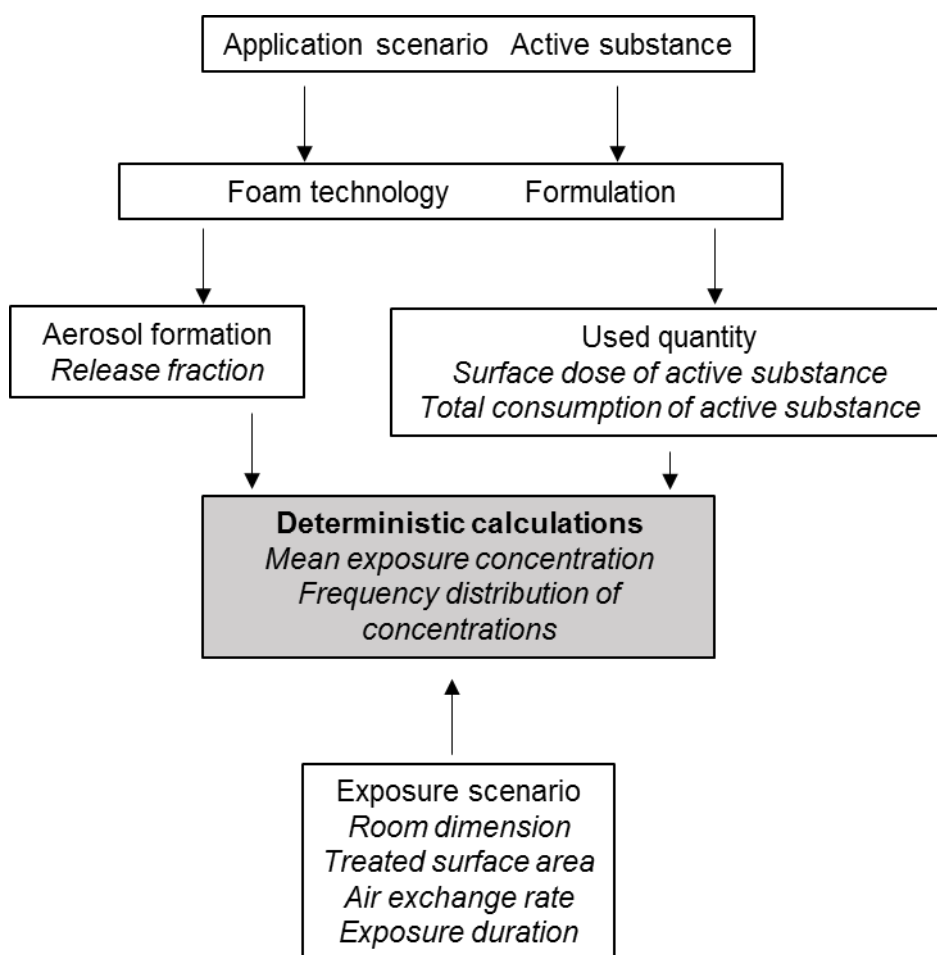 Application scenario Active substance
Foam technology Formulation
Aerosol formation
Release fraction
Used quantity
Surface dose of active substance
Total consumption of active substance
Deterministic calculations
Mean exposure concentration
Frequency distribution of
concentrations
Exposure scenario
Room dimension
Treated surface area
Air exchange rate
Exposure duration